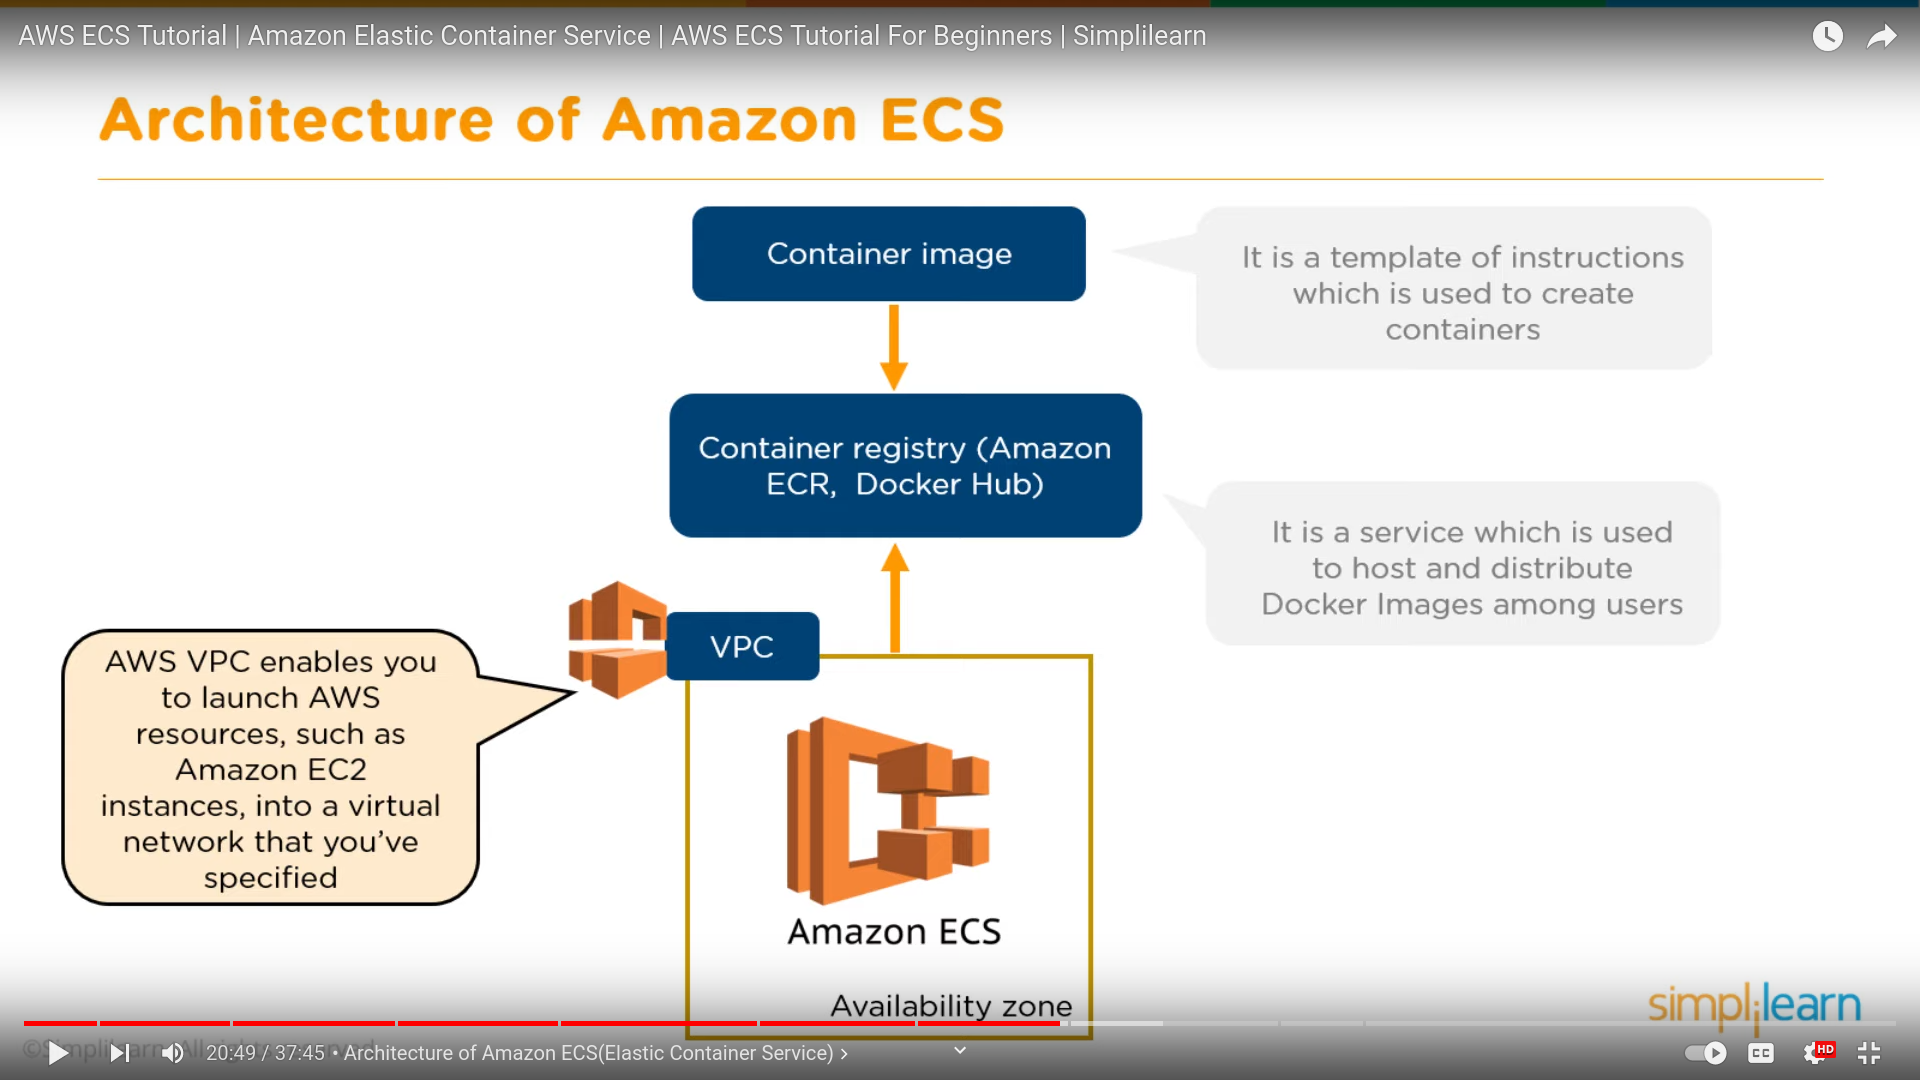 AWS ECS Tutorial | Amazon Elastic Container Service | AWS ECS Tutorial For Beginners | Simplilearn
Architecture of Amazon ECS
Container image
It is a template of instructions
which is used to create
containers
Container registry (Amazon
ECR, Docker Hub)
It is a service which is used
to host and distribute
Docker Images among users
VPC
AWS VPC enables you
to launch AWS
resources, such as
Amazon EC2
instances, into a virtual
network that you've
specified
Amazon ECS
Availability zone
simplilearn
20:49 / 37:45 • Architecture of Amazon ECS(Elastic Container Service) ›
CC
HD